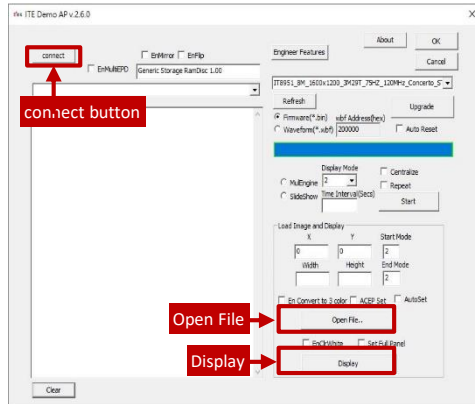 ITE Demo AP v.2.6.0
connect
EnMirror
EnFlip
EnMultiEPD
Generic Storage RamDisc 1.00
connect button
Clear
About
OK
Engineer Features
Cancel
IT8951_8M_1600x1200_3M29T_75HZ_120MHz_Concerto_S
Refresh
Upgrade
Firmware(*.bin)
xbf Address(hex)
Waveform(*.xbf)
200000
Auto Reset
Display Mode
MulEngine
2
Centralize
Repeat
SlideShow
Time Interval(Secs)
Start
Load Image and Display
X
Y
Start Mode
0
0
2
Width
Height
End Mode
2
En Convert to 3 color
ACEP Set
AutoSet
Open File
Open File..
EnClrWhite
Set Full Panel
Display
Display